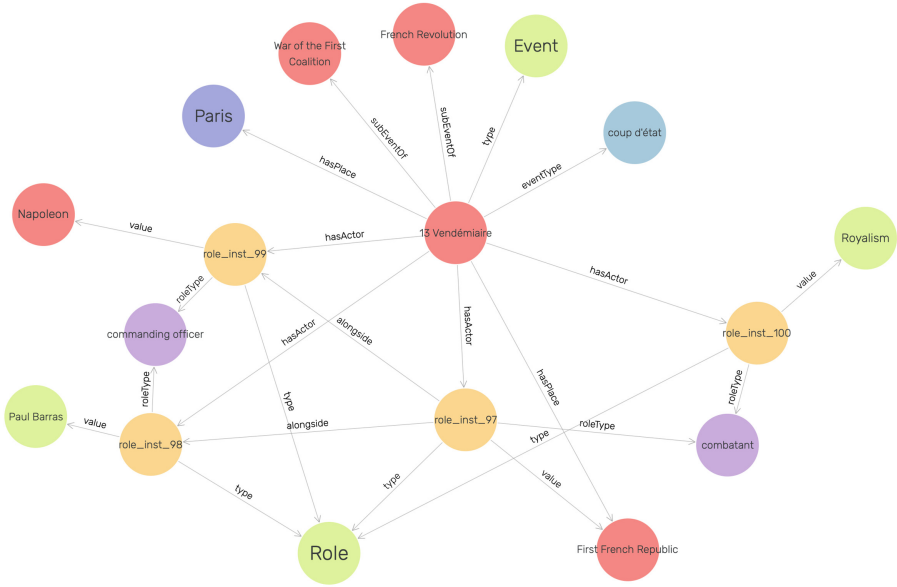 French Revolution
War of the First
Coalition
Event
subEventOf
subEventOf
type
Paris
coup d'état
hasPlace
eventType
Napoleon
value
hasActor
13 Vendémiaire
Royalism
role_inst_99
hasActor
value
roleType
commanding officer
alongside
hasActor
hasActor
role_inst_100
roleType
hasPlace
roleType
type
Paul Barras
value
alongside
role_inst_97
roleType
type
role_inst_98
combatant
type
type
value
Role
First French Republic